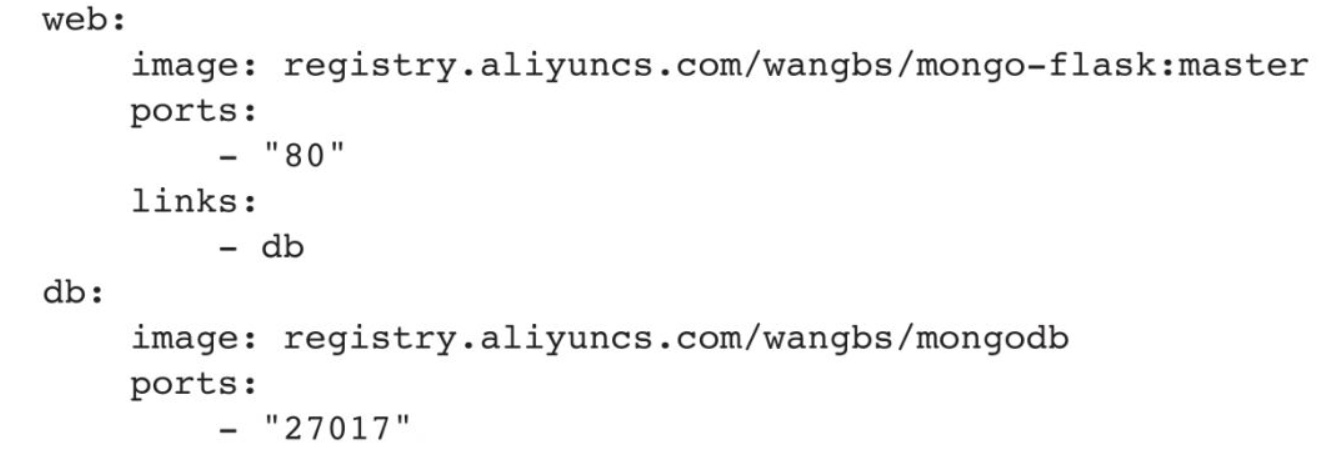 web:
     image: registry.aliyuncs.com/wangbs/mongo-flask:master
     ports:
          - "80"
     links:
          - db
db:
     image: registry.aliyuncs.com/wangbs/mongodb
     ports:
          - "27017"